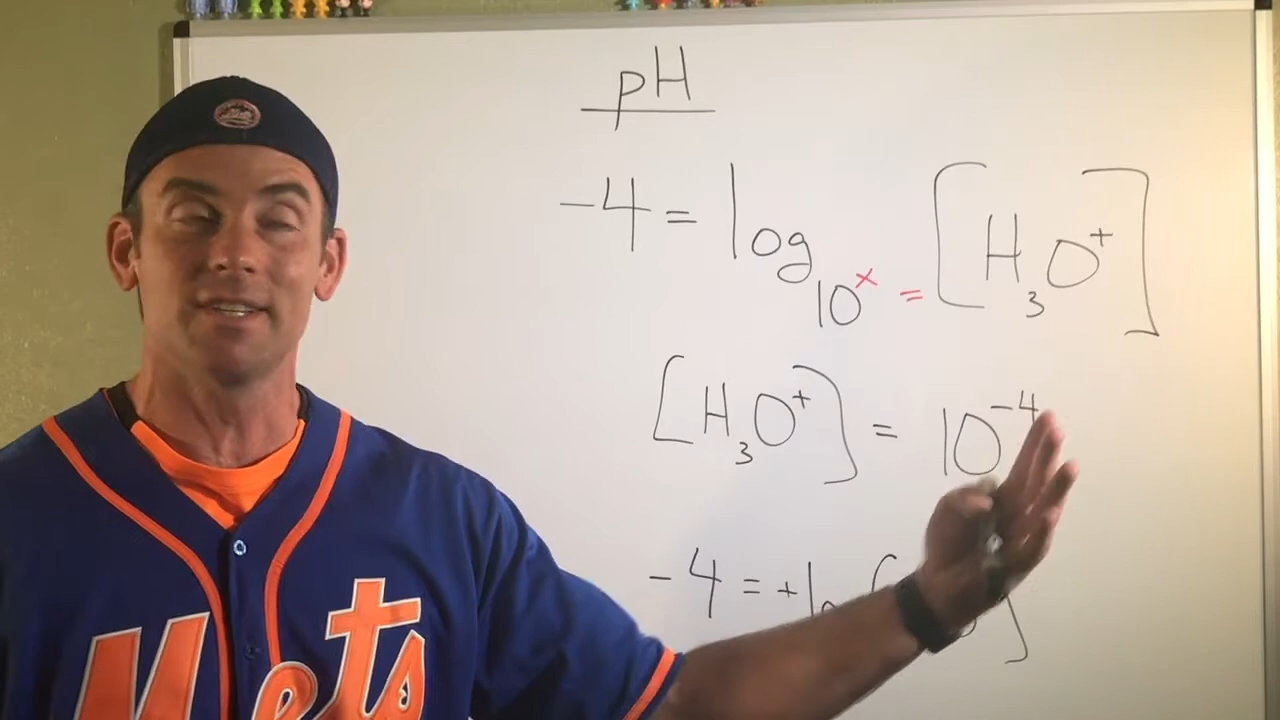 pH
-4 = log₁₀ˣ = [H₃O⁺]
[H₃O⁺] = 10⁻⁴
-4 = +
Mets